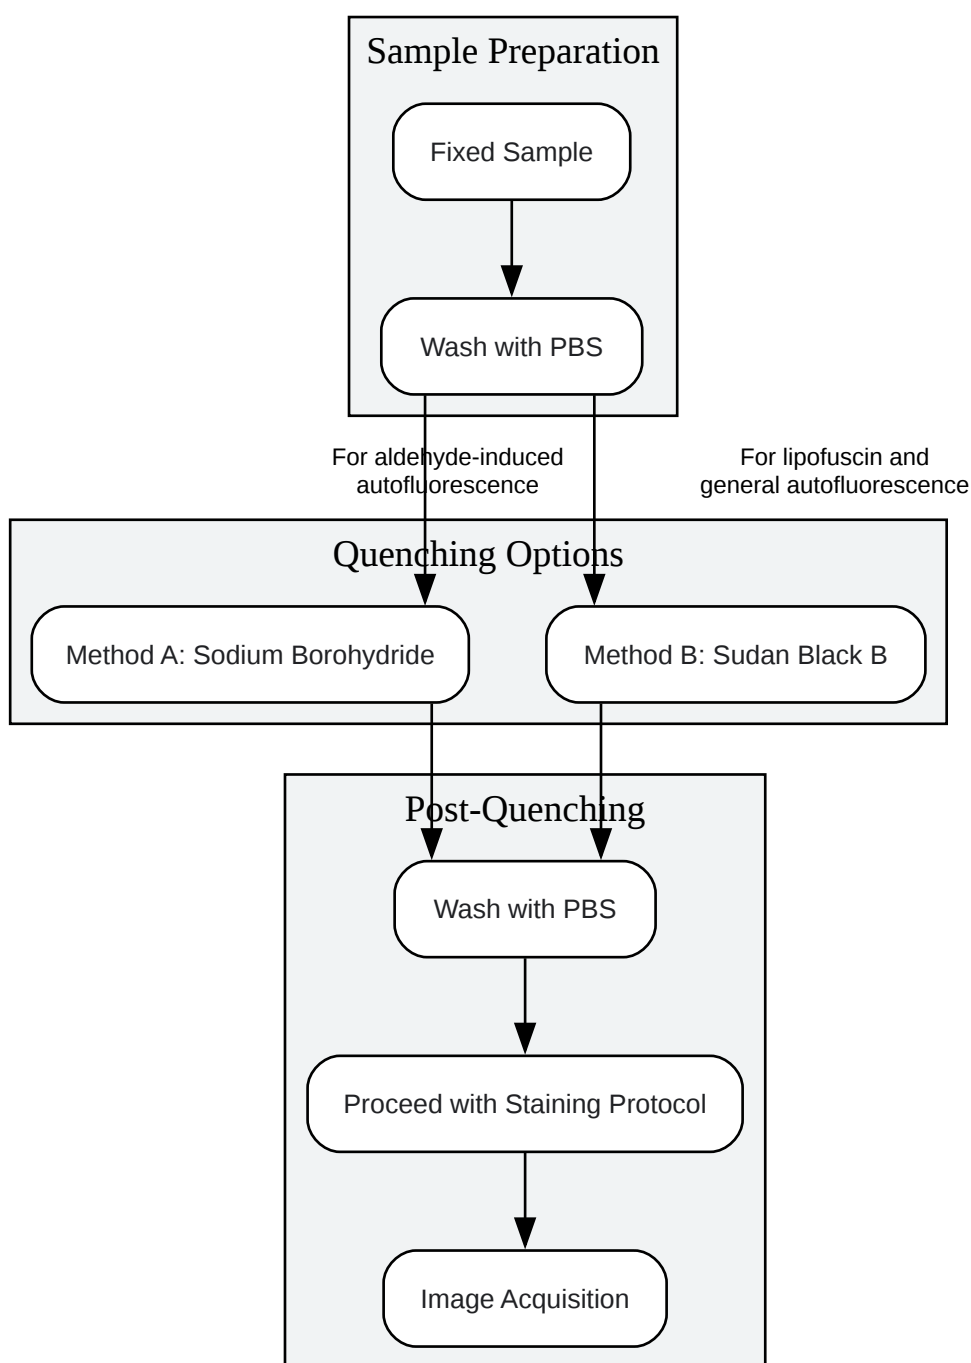 Sample Preparation
Fixed Sample
Wash with PBS
For aldehyde-induced
autofluorescence
For lipofuscin and
general autofluorescence
Quenching Options
Method A: Sodium Borohydride
Method B: Sudan Black B
Post-Quenching
Wash with PBS
Proceed with Staining Protocol
Image Acquisition